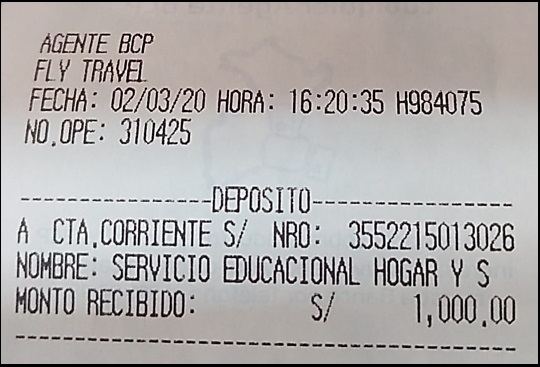 AGENTE BCP
FLY TRAVEL
FECHA: 02/03/20 HORA: 16:20:35 H984075
NO.OPE: 310425
----------------DEPOSITO-----------------
A CTA.CORRIENTE S/ NRO: 3552215013026
NOMBRE: SERVICIO EDUCACIONAL HOGAR Y S
MONTO RECIBIDO: S/ 1,000.00
------------------------------------------